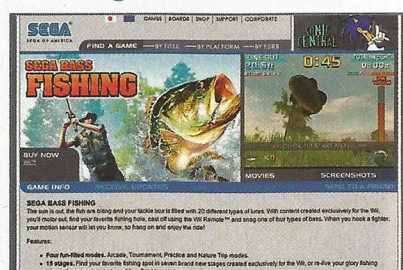 SEGA
SEGA OF AMERICA
GAMES | BOARDS | SHOP | SUPPORT | CORPORATE
SONIC CENTRAL
FIND A GAME — BY TITLE — BY PLATFORM — BY ESRB
SEGA BASS
FISHING
LINE OUT
0:45
BUY NOW
CLICK TO START MOVIE
MOVIES
SCREENSHOTS
GAME INFO
RECEIVE UPDATES
SEND TO A FRIEND
SEGA BASS FISHING
The sun is out, the fish are biting and your tackle box is filled with 20 different types of lures. With content created exclusively for the Wii,
you'll motor out, find your favorite fishing hole, cast off using the Wii Remote™ and snag one of four types of bass. When you hook a fighter,
your motion sensor will let you know, so hang on and enjoy the ride!
Features:
• Four fun-filled modes. Arcade, Tournament, Practice and Nature Trip modes.
• 15 stages. Find your favorite fishing spot in seven brand new stages created exclusively for the Wii, or re-live your glory fishing